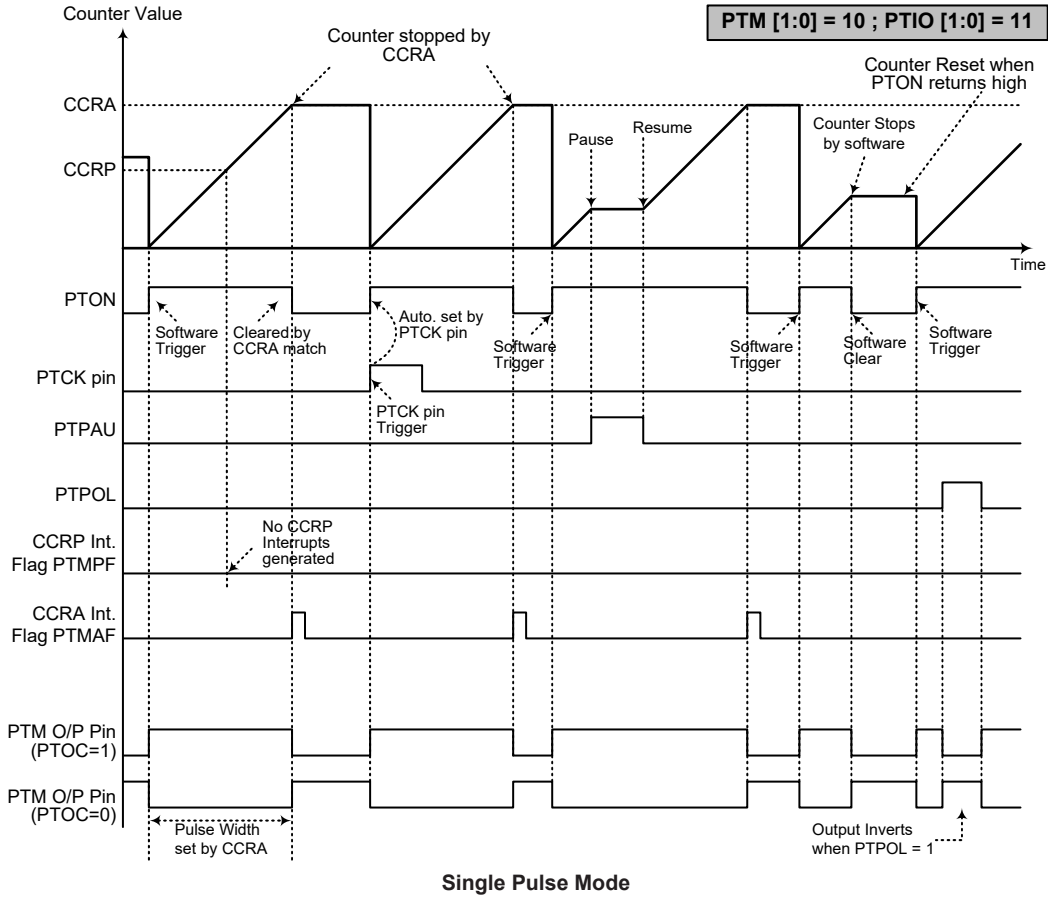 Counter Value
PTM [1:0] = 10 ; PTIO [1:0] = 11
Counter stopped by
CCRA
Counter Reset when
PTON returns high
CCRA
Pause
Resume
Counter Stops
by software
CCRP
Time
PTON
Software
Trigger
Cleared by
CCRA match
Auto. set by
PTCK pin
Software
Trigger
Software
Trigger
Software
Clear
Software
Trigger
PTCK pin
PTCK pin
Trigger
PTPAU
PTPOL
No CCRP
Interrupts
generated
CCRP Int.
Flag PTMPF
CCRA Int.
Flag PTMAF
PTM O/P Pin
(PTOC=1)
PTM O/P Pin
(PTOC=0)
Pulse Width
set by CCRA
Output Inverts
when PTPOL = 1
Single Pulse Mode